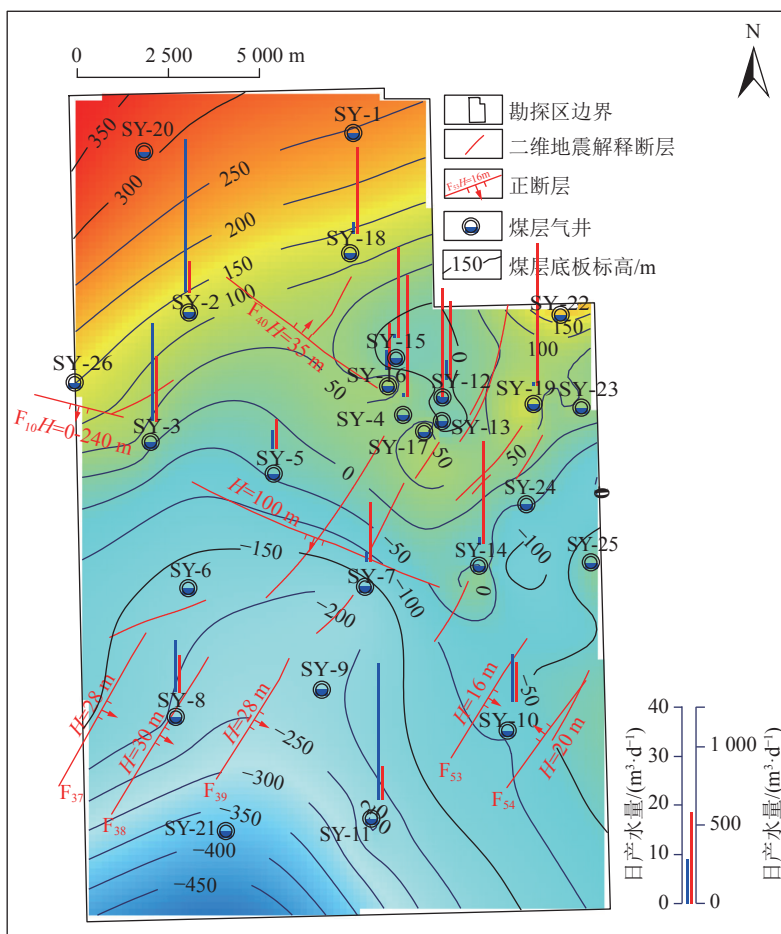 N
0 2 500 5 000 m
SY-1
SY-20
350
300
250
200
150
100
勘探区边界
二维地震解释断层
F₅₃H=16m
正断层
煤层气井
150
煤层底板标高/m
SY-18
SY-2
F₄₀H=35 m
SY-22
150
100
SY-15
0
SY-26
SY-16
50
SY-12
SY-19
SY-23
SY-4
SY-13
F₁₀H=0-240 m
SY-3
SY-17
50
50
SY-5
0
SY-24
0
H=100 m
-50
-150
SY-14
-100
SY-25
SY-6
SY-7
-100
0
-200
SY-9
-50
SY-8
H=28 m
H=30 m
H=28 m
H=16 m
SY-10
H=20 m
-250
F₃₇
F₃₈
F₃₉
F₅₃
F₅₄
-300
-350
SY-21
SY-11
-400
-450
日产水量/(m³·d⁻¹)
40
30
20
10
0
1 000
500
0
日产水量/(m³·d⁻¹)